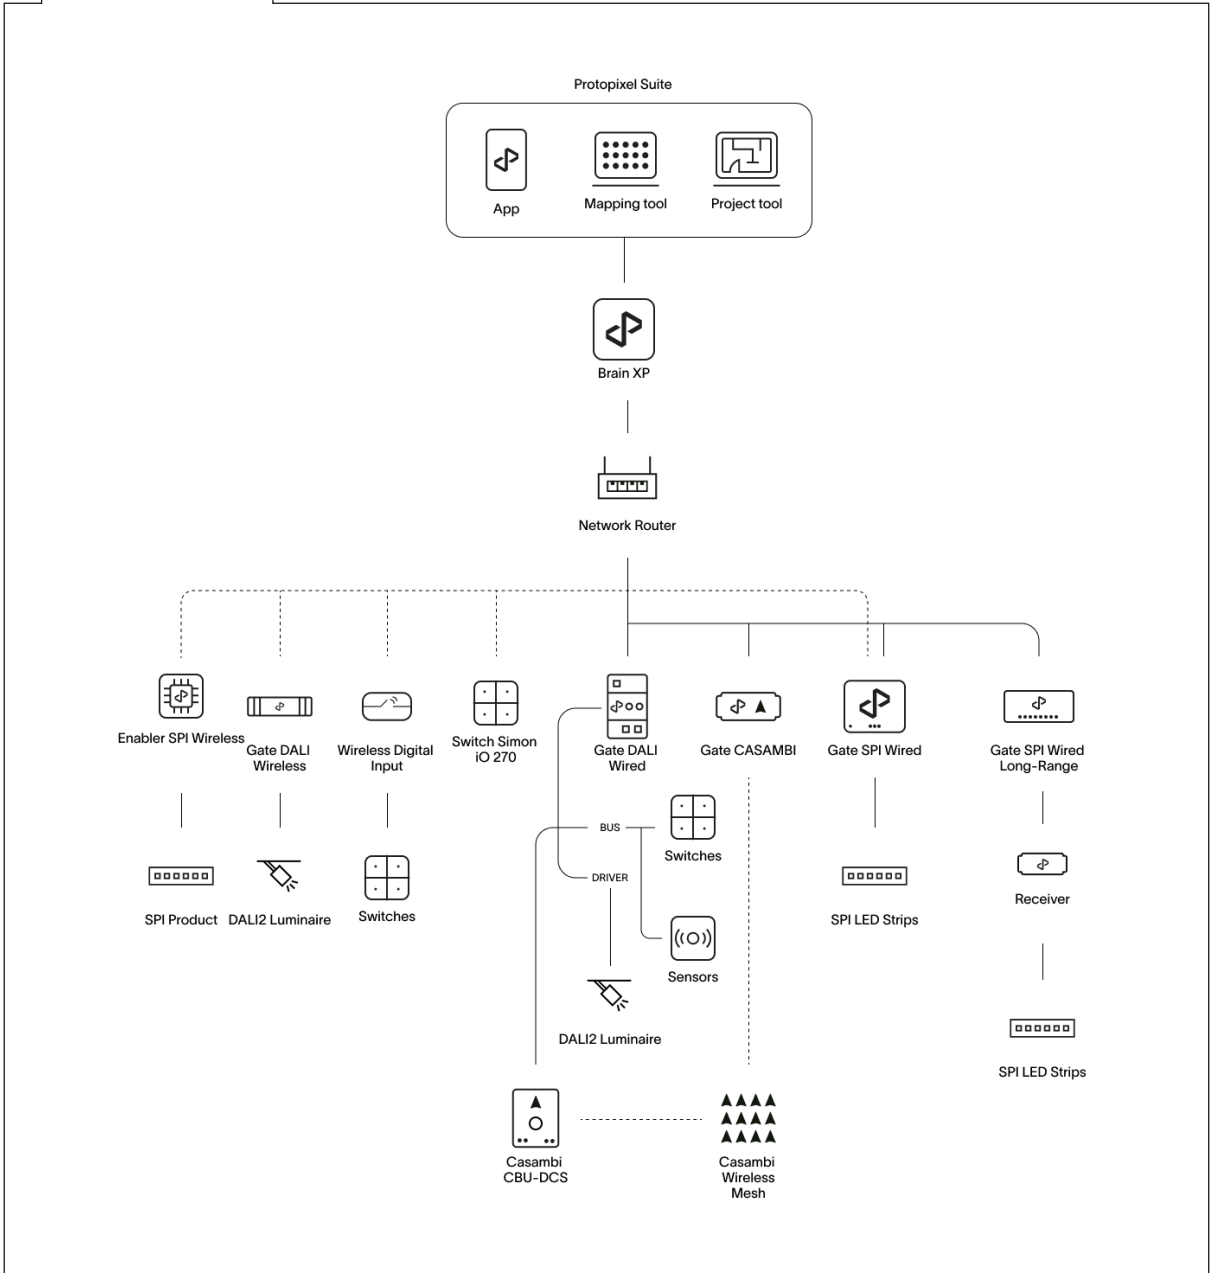 Protopixel Suite
App
Mapping tool
Project tool
Brain XP
Network Router
Enabler SPI Wireless
Gate DALI
Wireless
Wireless Digital
Input
Switch Simon
iO 270
Gate DALI
Wired
Gate CASAMBI
Gate SPI Wired
Gate SPI Wired
Long-Range
BUS
Switches
DRIVER
SPI Product
DALI2 Luminaire
Switches
SPI LED Strips
Receiver
Sensors
DALI2 Luminaire
SPI LED Strips
Casambi
CBU-DCS
Casambi
Wireless
Mesh